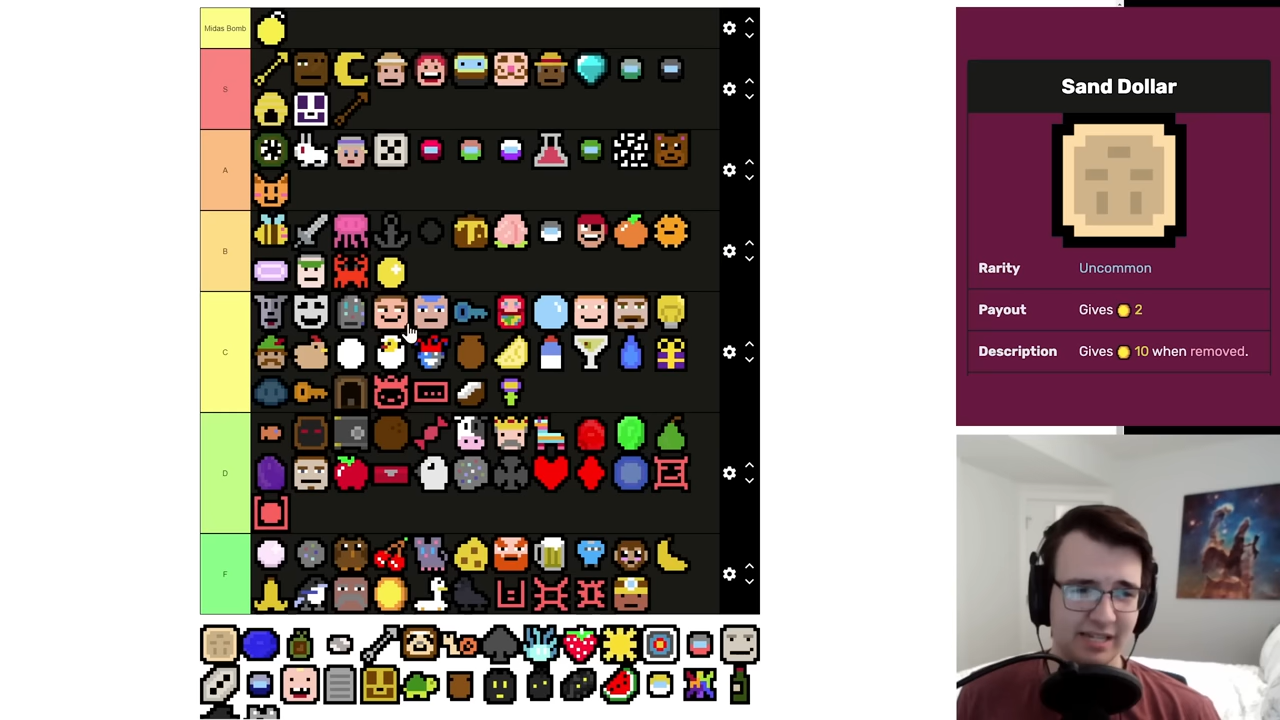 Midas Bomb
S
A
B
C
D
F
Sand Dollar
Rarity Uncommon
Payout Gives 2
Description Gives 10 when removed.